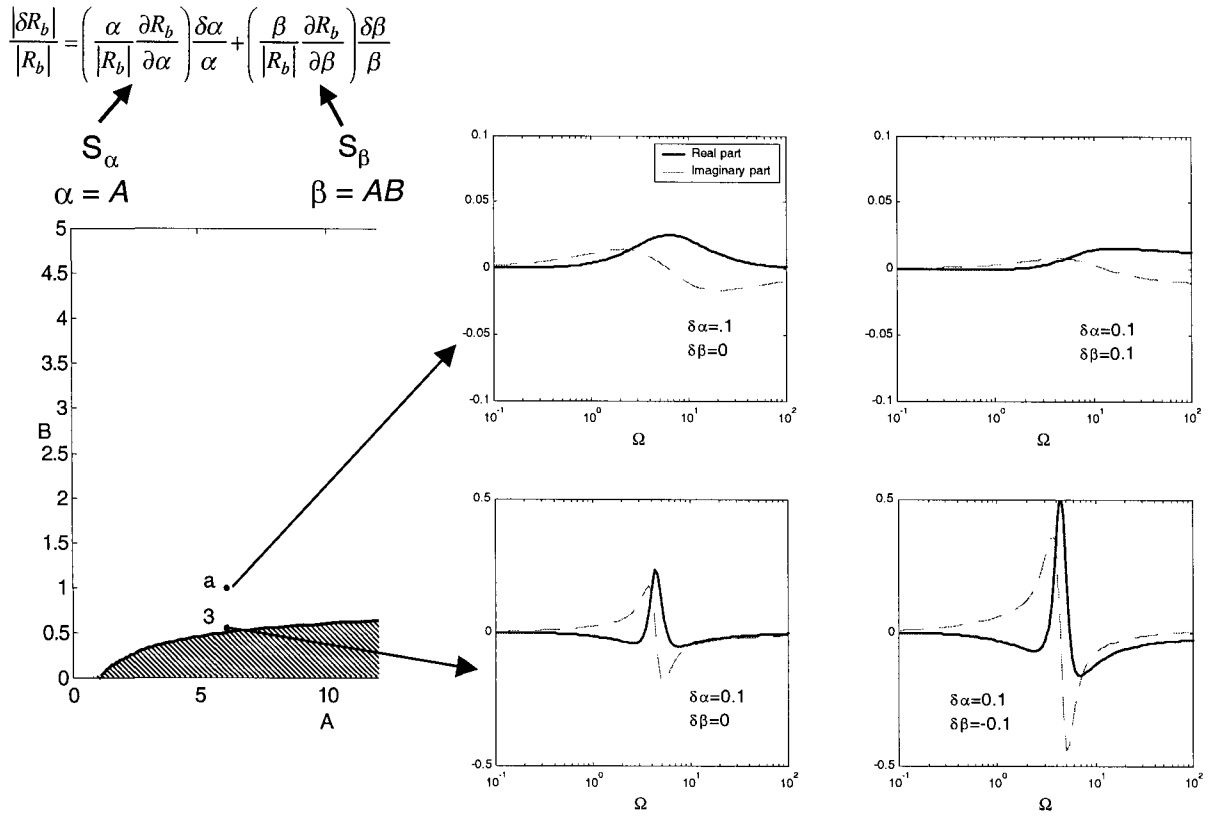 |δR_b| / |R_b| = ( α/|R_b| ∂R_b/∂α ) δα/α + ( β/|R_b| ∂R_b/∂β ) δβ/β
S_α
S_β
α = A
β = AB
5
4.5
4
3.5
3
B
2.5
2
1.5
1
0.5
0
a
3
0
5
10
A
0.1
0.05
0
-0.05
-0.1
Real part
Imaginary part
δα=.1
δβ=0
10^-1
10^0
10^1
10^2
Ω
0.1
0.05
0
-0.05
-0.1
δα=0.1
δβ=0.1
10^-1
10^0
10^1
10^2
Ω
0.5
0
-0.5
δα=0.1
δβ=0
10^-1
10^0
10^1
10^2
Ω
0.5
0
-0.5
δα=0.1
δβ=-0.1
10^-1
10^0
10^1
10^2
Ω